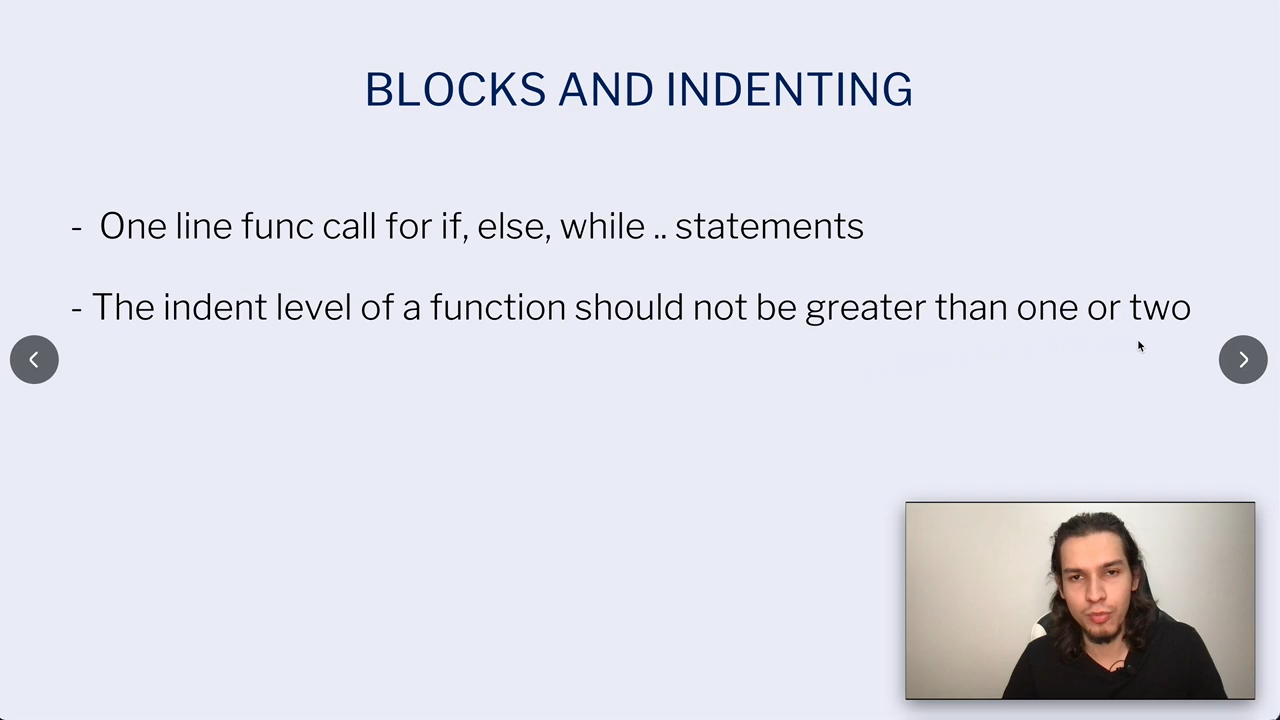 BLOCKS AND INDENTING
- One line func call for if, else, while .. statements
- The indent level of a function should not be greater than one or two